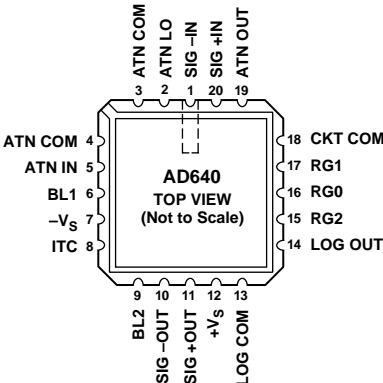 ATN COM
ATN LO
SIG –IN
SIG +IN
ATN OUT
3 2 1 20 19
ATN COM 4
ATN IN 5
BL1 6
–VS 7
ITC 8
AD640
TOP VIEW
(Not to Scale)
18 CKT COM
17 RG1
16 RG0
15 RG2
14 LOG OUT
9 10 11 12 13
BL2
SIG –OUT
SIG +OUT
+VS
LOG COM